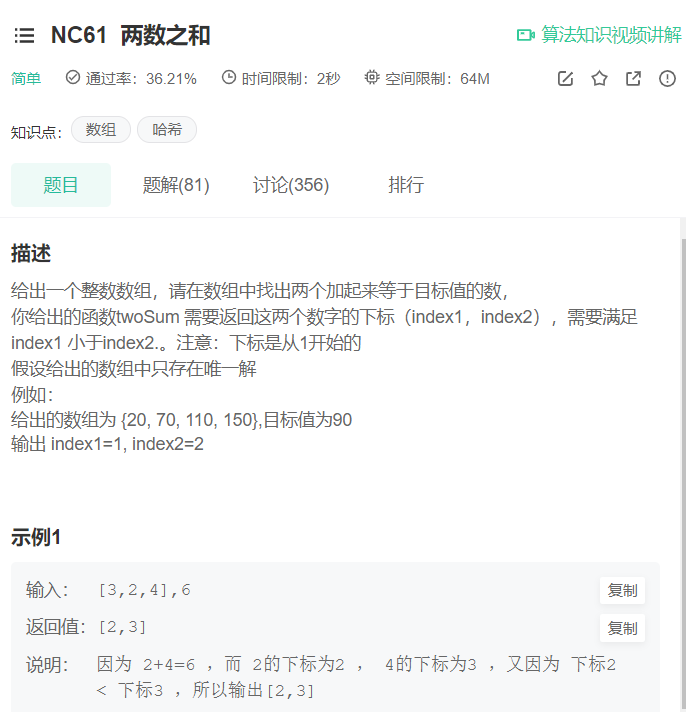 NC61 两数之和
算法知识视频讲解
简单 通过率：36.21% 时间限制：2秒 空间限制：64M
知识点： 数组 哈希
题目 题解(81) 讨论(356) 排行
描述
给出一个整数数组，请在数组中找出两个加起来等于目标值的数，
你给出的函数twoSum 需要返回这两个数字的下标（index1，index2），需要满足
index1 小于index2.。注意：下标是从1开始的
假设给出的数组中只存在唯一解
例如：
给出的数组为 {20, 70, 110, 150},目标值为90
输出 index1=1, index2=2
示例1
输入： [3,2,4],6 复制
返回值： [2,3] 复制
说明： 因为 2+4=6 ，而 2的下标为2 ， 4的下标为3 ，又因为 下标2
< 下标3 ，所以输出[2,3]